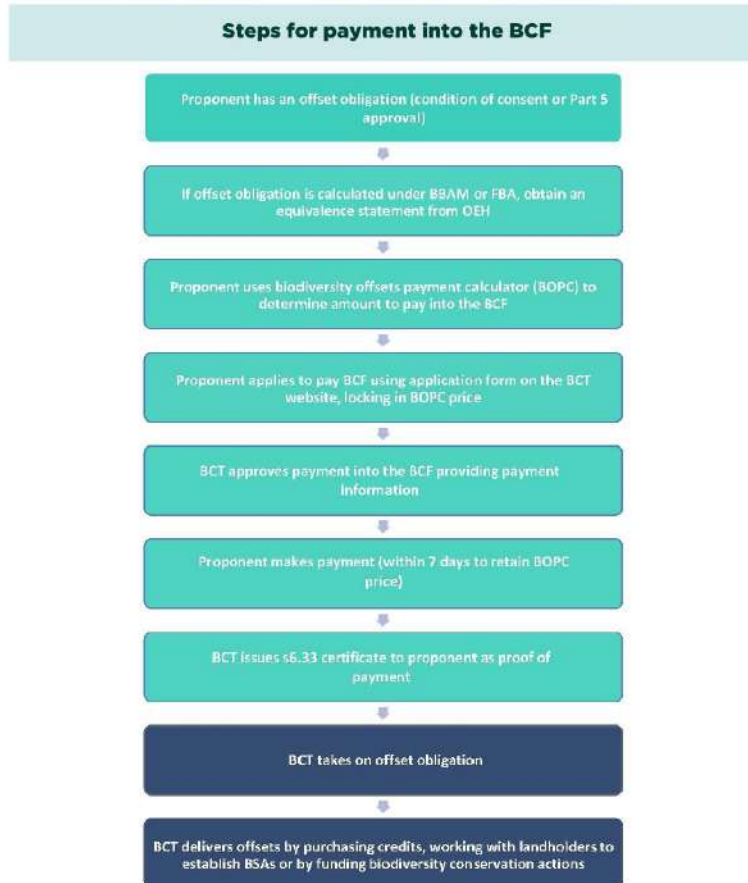 Steps for payment into the BCF
Proponent has an offset obligation (condition of consent or Part 5
approval)
If offset obligation is calculated under BBAM or FBA, obtain an
equivalence statement from OEH
Proponent uses biodiversity offsets payment calculator (BOPC) to
determine amount to pay into the BCF
Proponent applies to pay BCF using application form on the BCT
website, locking in BOPC price
BCT approves payment into the BCF providing payment
information
Proponent makes payment (within 7 days to retain BOPC
price)
BCT issues s6.33 certificate to proponent as proof of
payment
BCT takes on offset obligation
BCT delivers offsets by purchasing credits, working with landholders to
establish BSAs or by funding biodiversity conservation actions